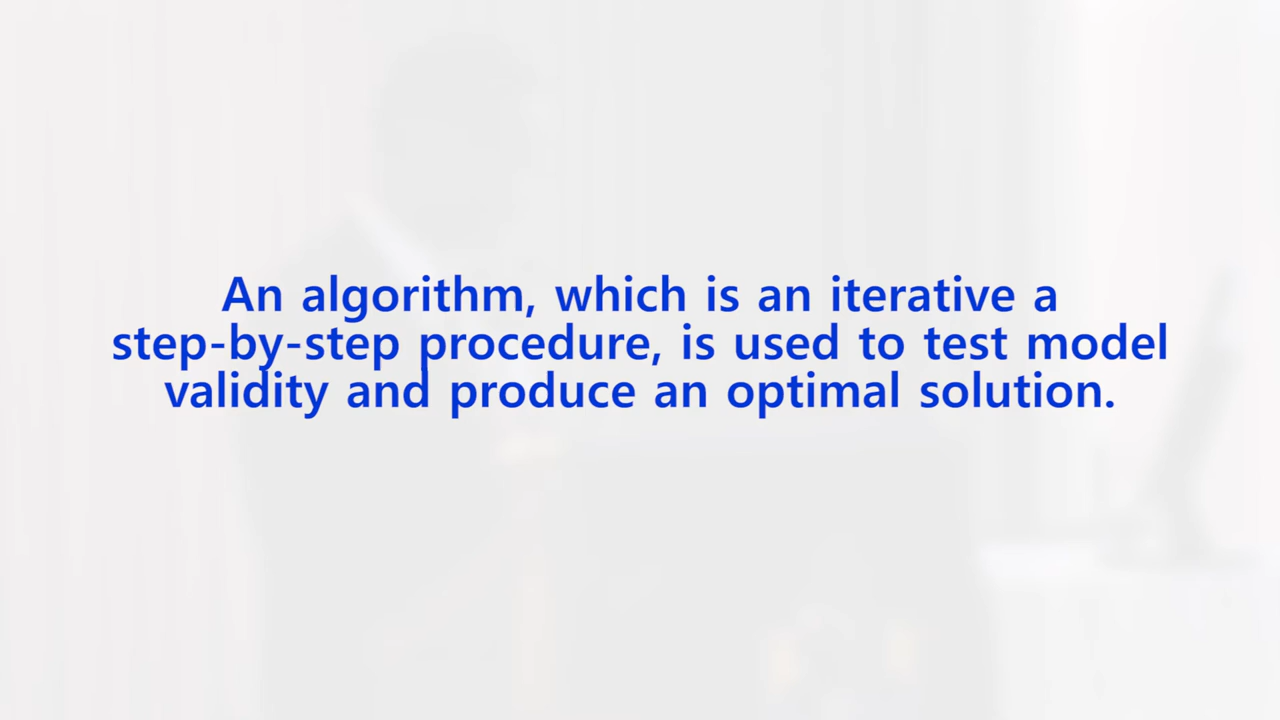 An algorithm, which is an iterative a
step-by-step procedure, is used to test model
validity and produce an optimal solution.